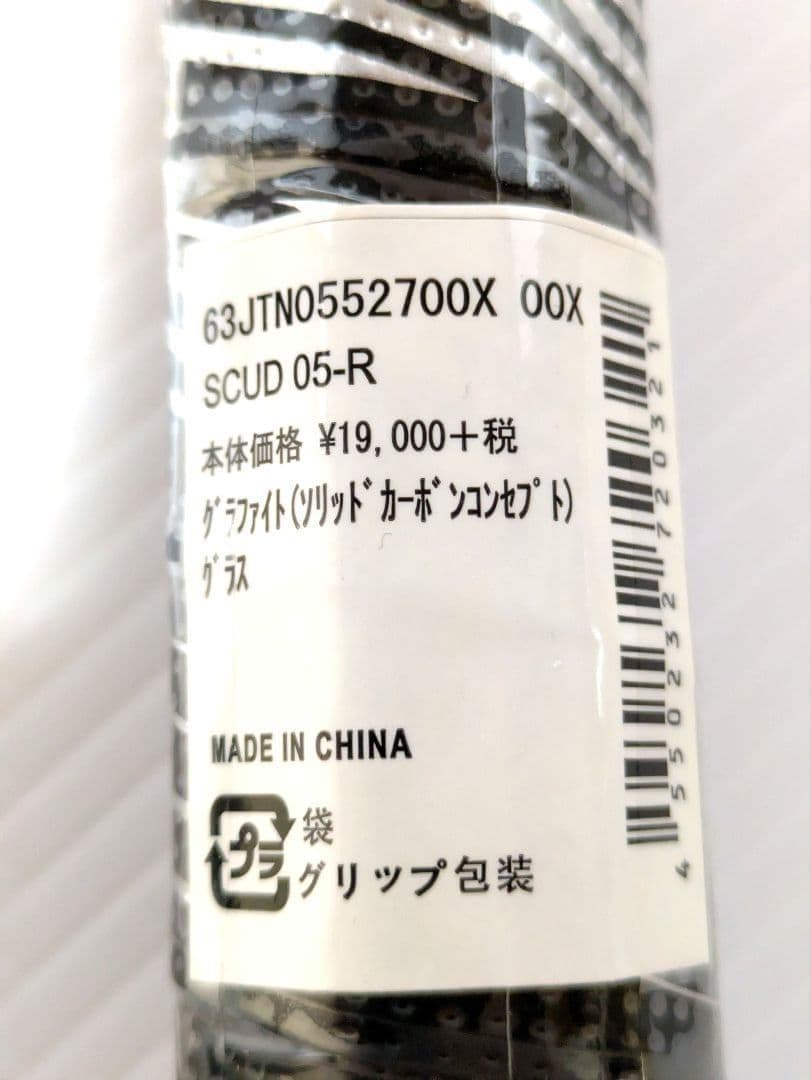 63JTN0552700X 00X
SCUD 05-R
本体価格 ¥19,000+税
グラファイト(ソリッドカーボンコンセプト)
グラス
MADE IN CHINA
プラ
袋
グリップ包装
4550232720321